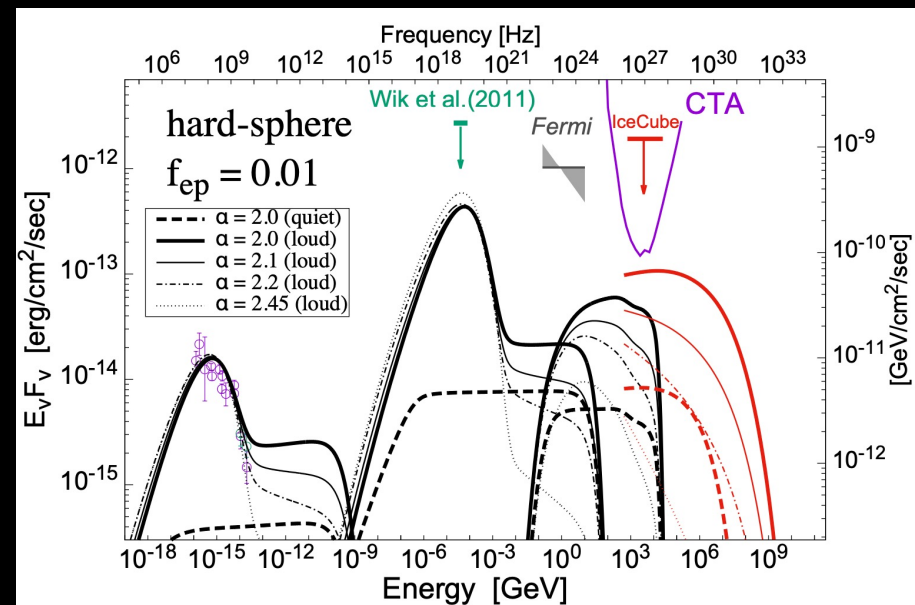 Frequency [Hz]
10^6 10^9 10^12 10^15 10^18 10^21 10^24 10^27 10^30 10^33
Wik et al.(2011)
CTA
Fermi
IceCube
hard-sphere
f_ep = 0.01
α = 2.0 (quiet)
α = 2.0 (loud)
α = 2.1 (loud)
α = 2.2 (loud)
α = 2.45 (loud)
E_νF_ν [erg/cm^2/sec]
10^-12
10^-13
10^-14
10^-15
10^-9
10^-10
10^-11
10^-12
[GeV/cm^2/sec]
10^-18 10^-15 10^-12 10^-9 10^-6 10^-3 10^0 10^3 10^6 10^9
Energy [GeV]